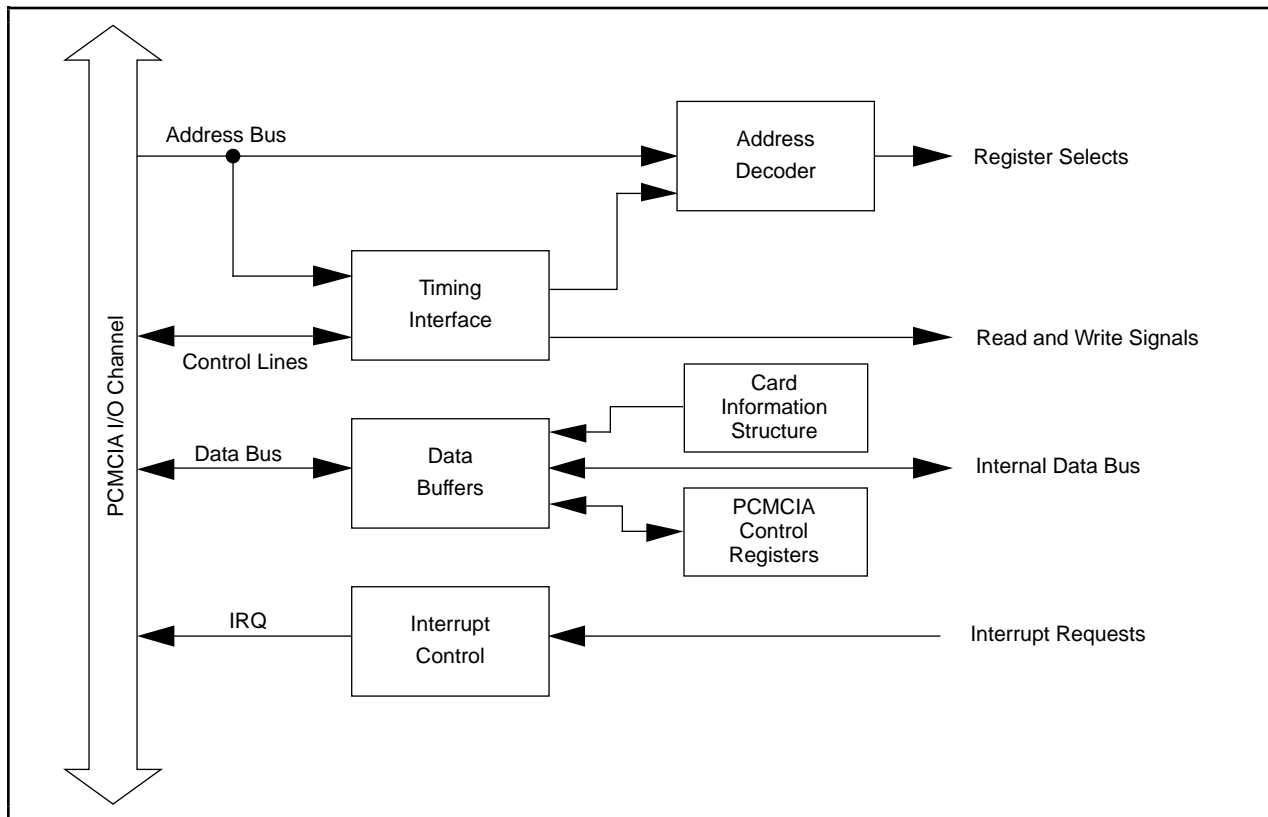 PCMCIA I/O Channel
Address Bus
Address
Decoder
Register Selects
Timing
Interface
Control Lines
Read and Write Signals
Card
Information
Structure
Data Bus
Data
Buffers
Internal Data Bus
PCMCIA
Control
Registers
IRQ
Interrupt
Control
Interrupt Requests